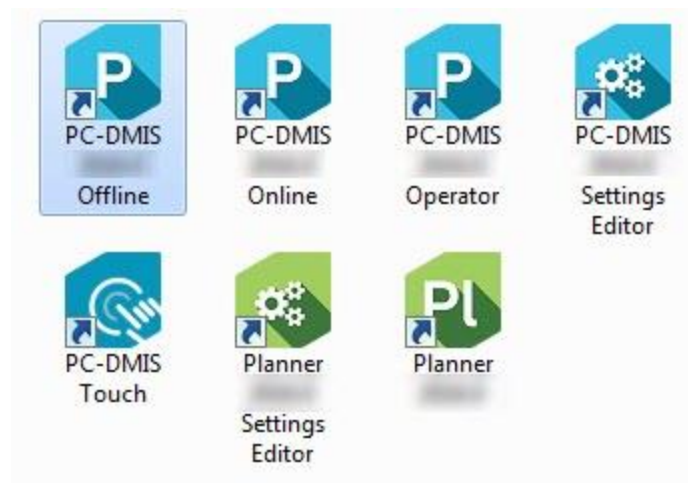 P
P
P
PC-DMIS
PC-DMIS
PC-DMIS
PC-DMIS
Offline
Online
Operator
Settings
Editor
Pl
PC-DMIS
Touch
Planner
Settings
Editor
Planner